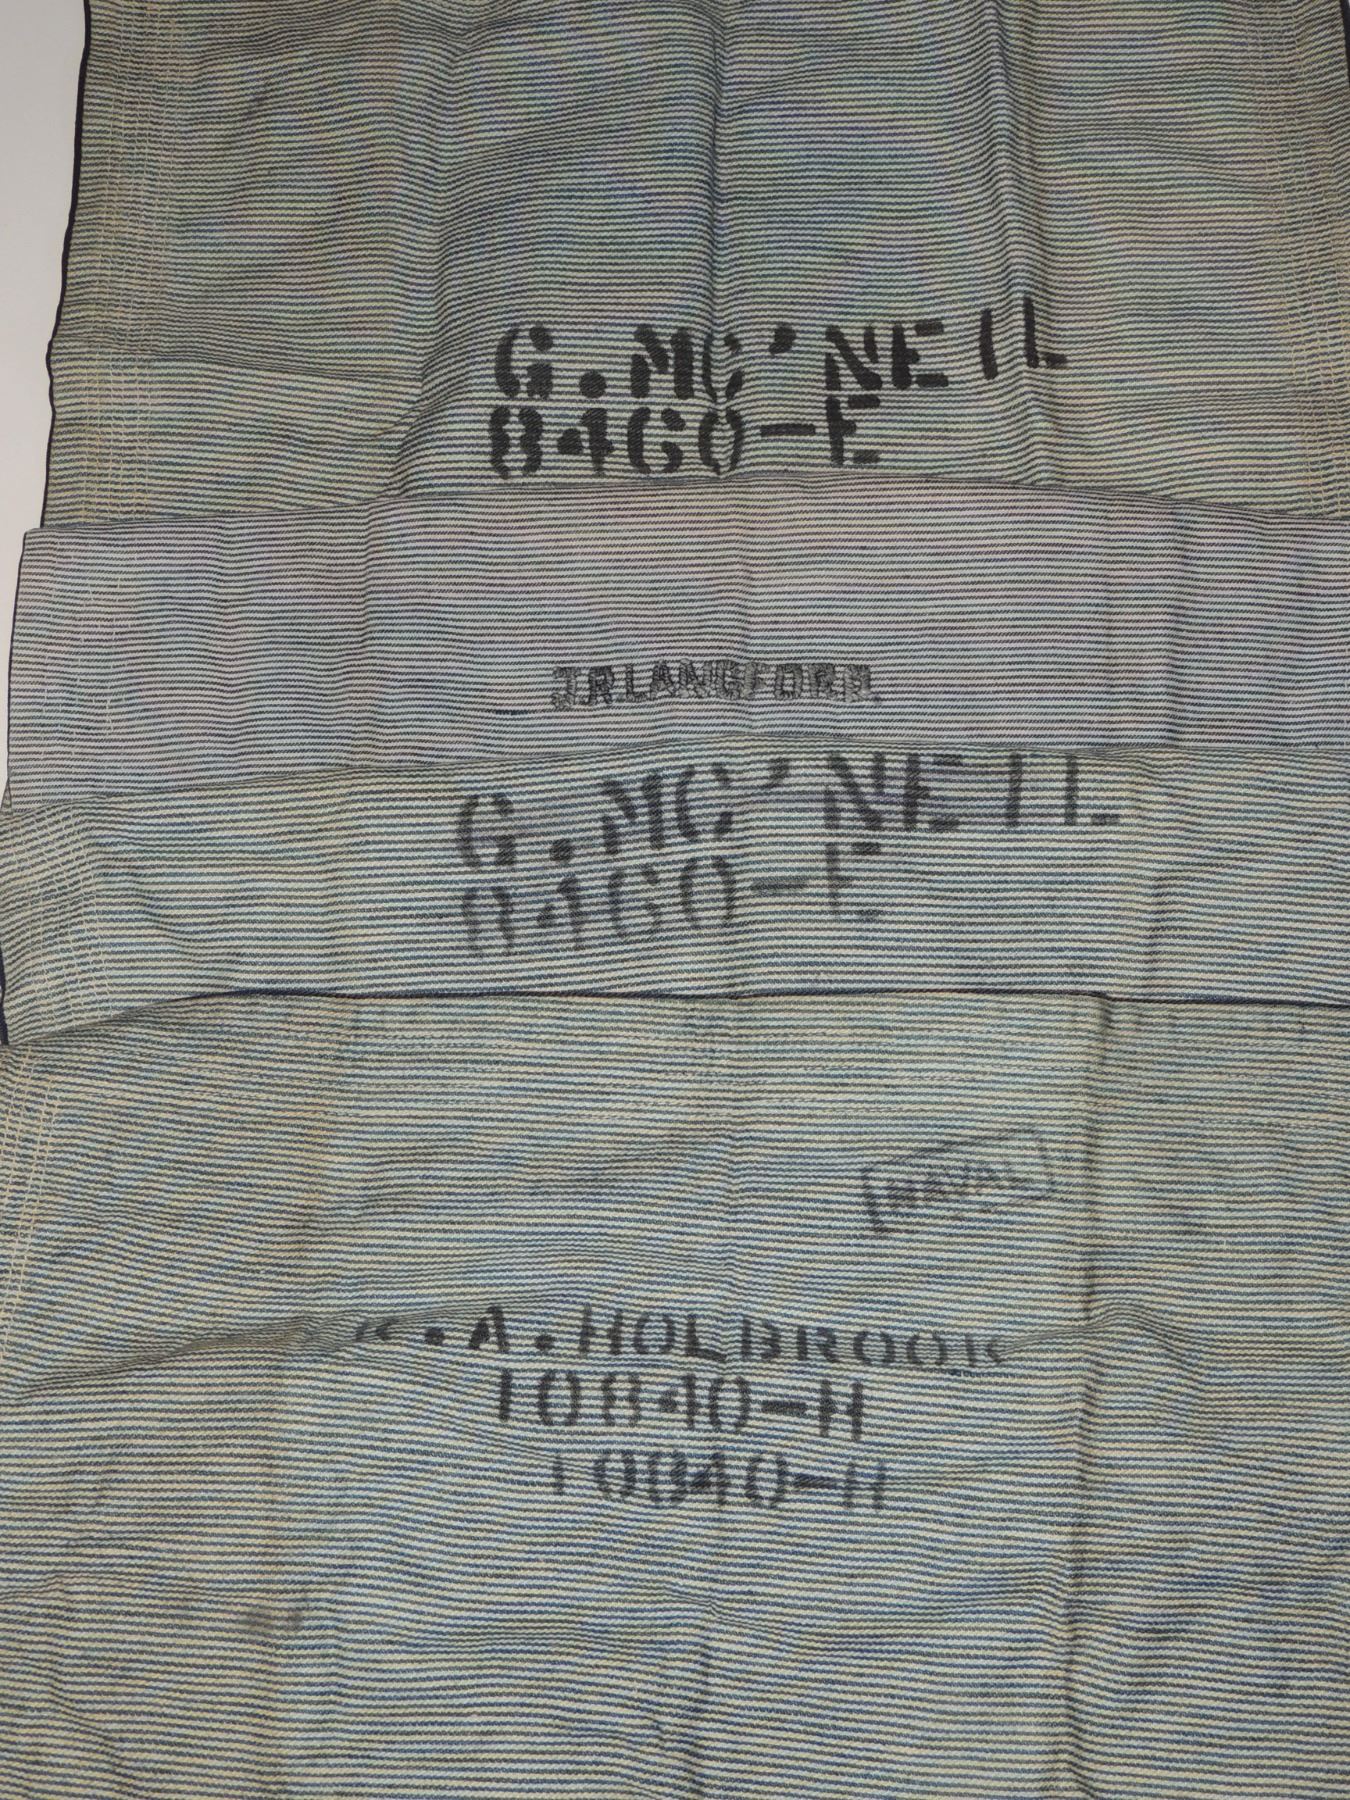 G. MC'NEIL
8460-E
J.R.LANGFORD.
G. MC'NEIL
8460-E
NAVAL
A. HOLBROOK
10840-H
10840-H